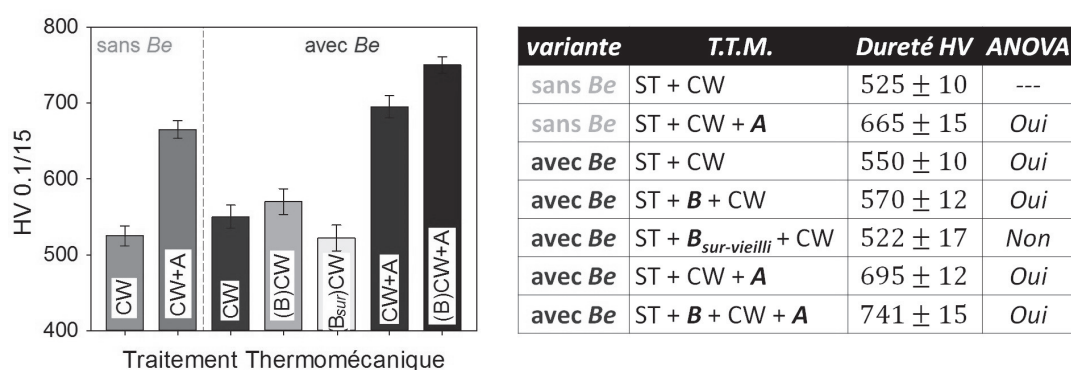 800
700
600
500
400
HV 0.1/15
sans Be
avec Be
CW
CW+A
CW
(B)CW
(Bsur)CW
CW+A
(B)CW+A
Traitement Thermomécanique
variante T.T.M. Dureté HV ANOVA
sans Be ST + CW 525 ± 10 ---
sans Be ST + CW + A 665 ± 15 Oui
avec Be ST + CW 550 ± 10 Oui
avec Be ST + B + CW 570 ± 12 Oui
avec Be ST + Bsur-vieilli + CW 522 ± 17 Non
avec Be ST + CW + A 695 ± 12 Oui
avec Be ST + B + CW + A 741 ± 15 Oui